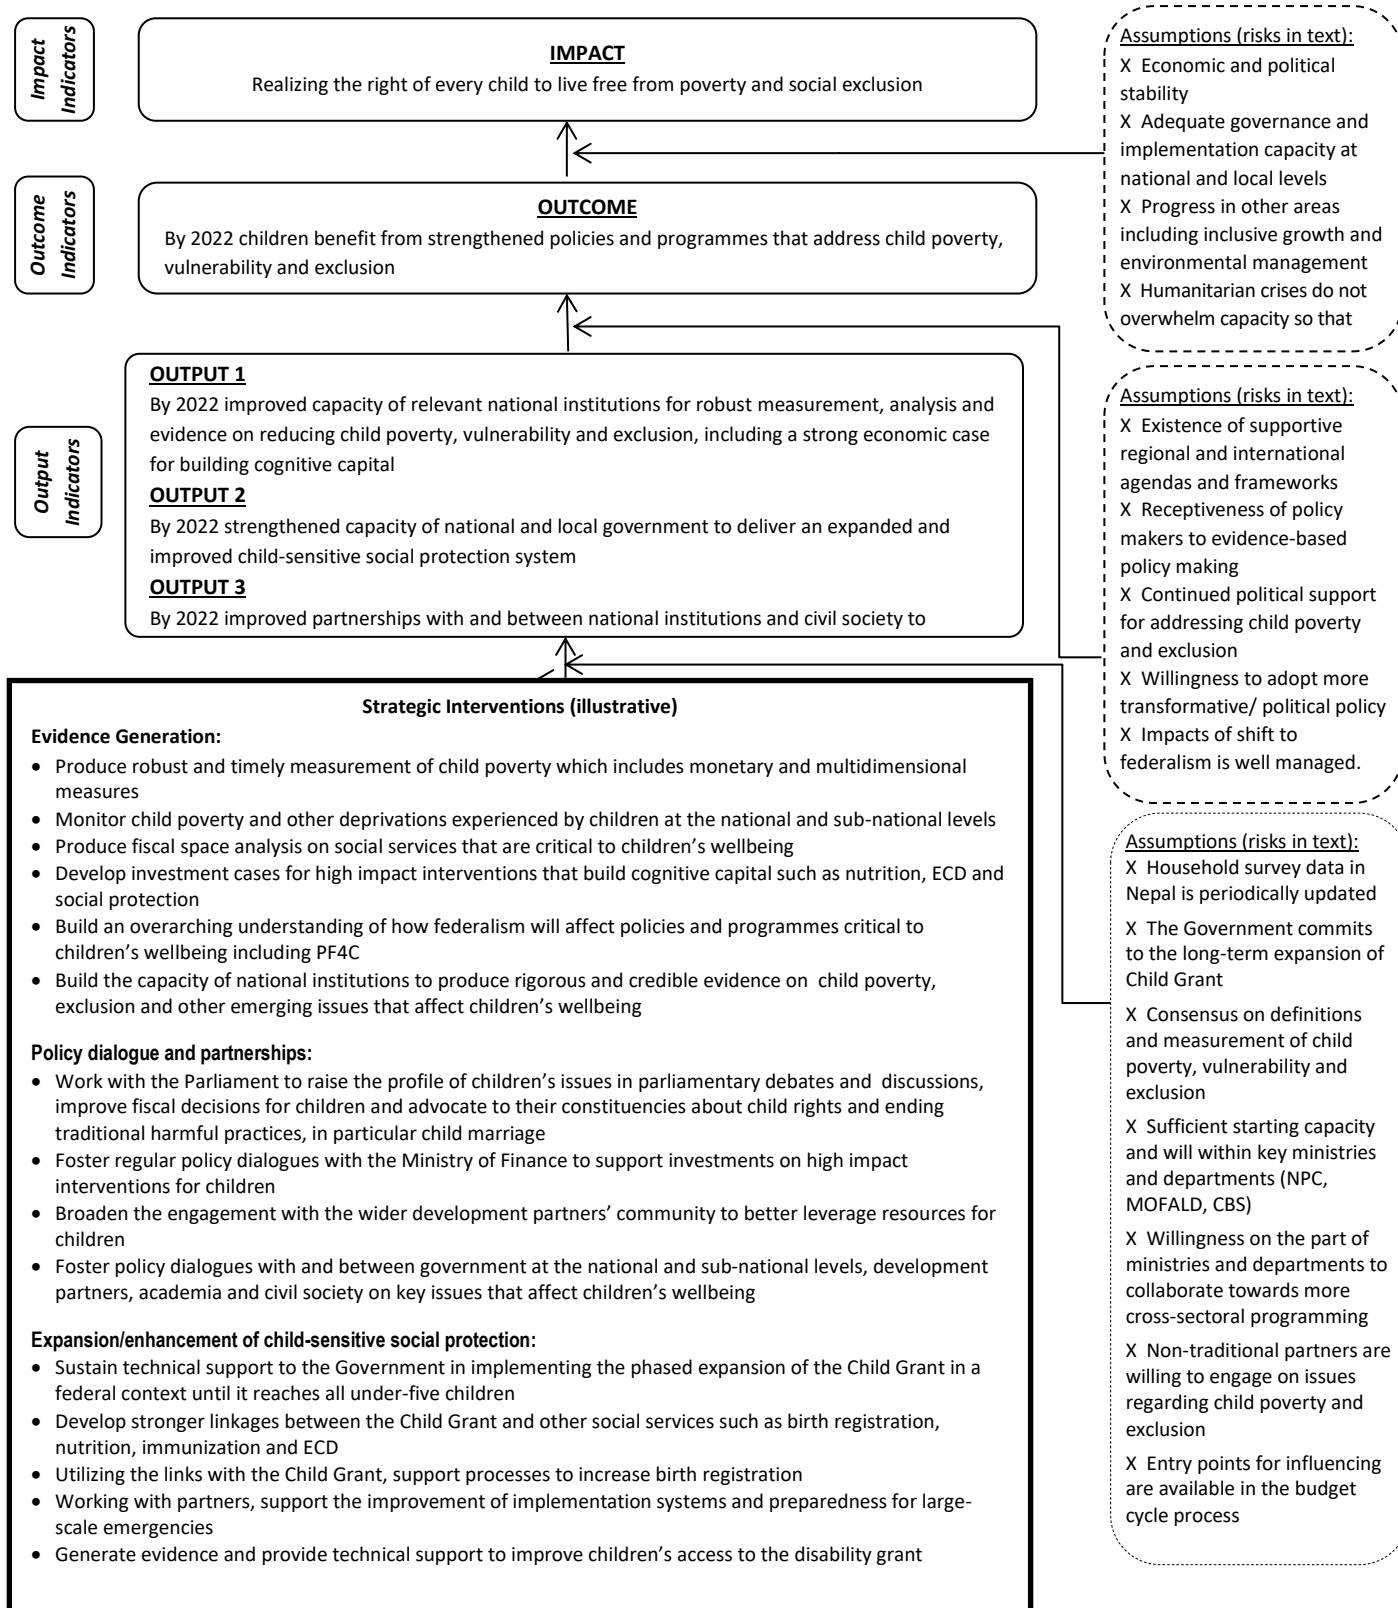 Impact
Indicators
IMPACT
Realizing the right of every child to live free from poverty and social exclusion
Outcome
Indicators
OUTCOME
By 2022 children benefit from strengthened policies and programmes that address child poverty,
vulnerability and exclusion
Output
Indicators
OUTPUT 1
By 2022 improved capacity of relevant national institutions for robust measurement, analysis and
evidence on reducing child poverty, vulnerability and exclusion, including a strong economic case
for building cognitive capital
OUTPUT 2
By 2022 strengthened capacity of national and local government to deliver an expanded and
improved child-sensitive social protection system
OUTPUT 3
By 2022 improved partnerships with and between national institutions and civil society to
Strategic Interventions (illustrative)
Evidence Generation:
• Produce robust and timely measurement of child poverty which includes monetary and multidimensional
measures
• Monitor child poverty and other deprivations experienced by children at the national and sub-national levels
• Produce fiscal space analysis on social services that are critical to children’s wellbeing
• Develop investment cases for high impact interventions that build cognitive capital such as nutrition, ECD and
social protection
• Build an overarching understanding of how federalism will affect policies and programmes critical to
children’s wellbeing including PF4C
• Build the capacity of national institutions to produce rigorous and credible evidence on child poverty,
exclusion and other emerging issues that affect children’s wellbeing
Policy dialogue and partnerships:
• Work with the Parliament to raise the profile of children’s issues in parliamentary debates and discussions,
improve fiscal decisions for children and advocate to their constituencies about child rights and ending
traditional harmful practices, in particular child marriage
• Foster regular policy dialogues with the Ministry of Finance to support investments on high impact
interventions for children
• Broaden the engagement with the wider development partners’ community to better leverage resources for
children
• Foster policy dialogues with and between government at the national and sub-national levels, development
partners, academia and civil society on key issues that affect children’s wellbeing
Expansion/enhancement of child-sensitive social protection:
• Sustain technical support to the Government in implementing the phased expansion of the Child Grant in a
federal context until it reaches all under-five children
• Develop stronger linkages between the Child Grant and other social services such as birth registration,
nutrition, immunization and ECD
• Utilizing the links with the Child Grant, support processes to increase birth registration
• Working with partners, support the improvement of implementation systems and preparedness for large-
scale emergencies
• Generate evidence and provide technical support to improve children’s access to the disability grant
Assumptions (risks in text):
X Economic and political
stability
X Adequate governance and
implementation capacity at
national and local levels
X Progress in other areas
including inclusive growth and
environmental management
X Humanitarian crises do not
overwhelm capacity so that
Assumptions (risks in text):
X Existence of supportive
regional and international
agendas and frameworks
X Receptiveness of policy
makers to evidence-based
policy making
X Continued political support
for addressing child poverty
and exclusion
X Willingness to adopt more
transformative/ political policy
X Impacts of shift to
federalism is well managed.
Assumptions (risks in text):
X Household survey data in
Nepal is periodically updated
X The Government commits
to the long-term expansion of
Child Grant
X Consensus on definitions
and measurement of child
poverty, vulnerability and
exclusion
X Sufficient starting capacity
and will within key ministries
and departments (NPC,
MOFALD, CBS)
X Willingness on the part of
ministries and departments to
collaborate towards more
cross-sectoral programming
X Non-traditional partners are
willing to engage on issues
regarding child poverty and
exclusion
X Entry points for influencing
are available in the budget
cycle process